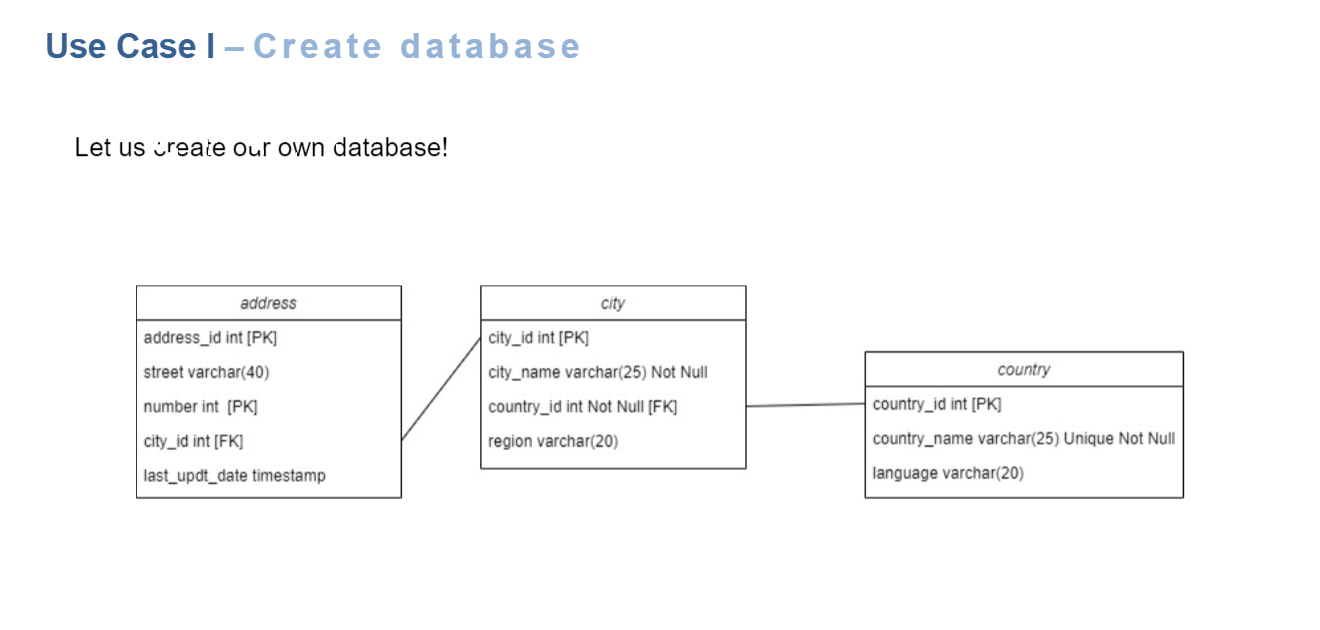 Use Case I – Create database
Let us create our own database!
address
address_id int [PK]
street varchar(40)
number int [PK]
city_id int [FK]
last_updt_date timestamp
city
city_id int [PK]
city_name varchar(25) Not Null
country_id int Not Null [FK]
region varchar(20)
country
country_id int [PK]
country_name varchar(25) Unique Not Null
language varchar(20)